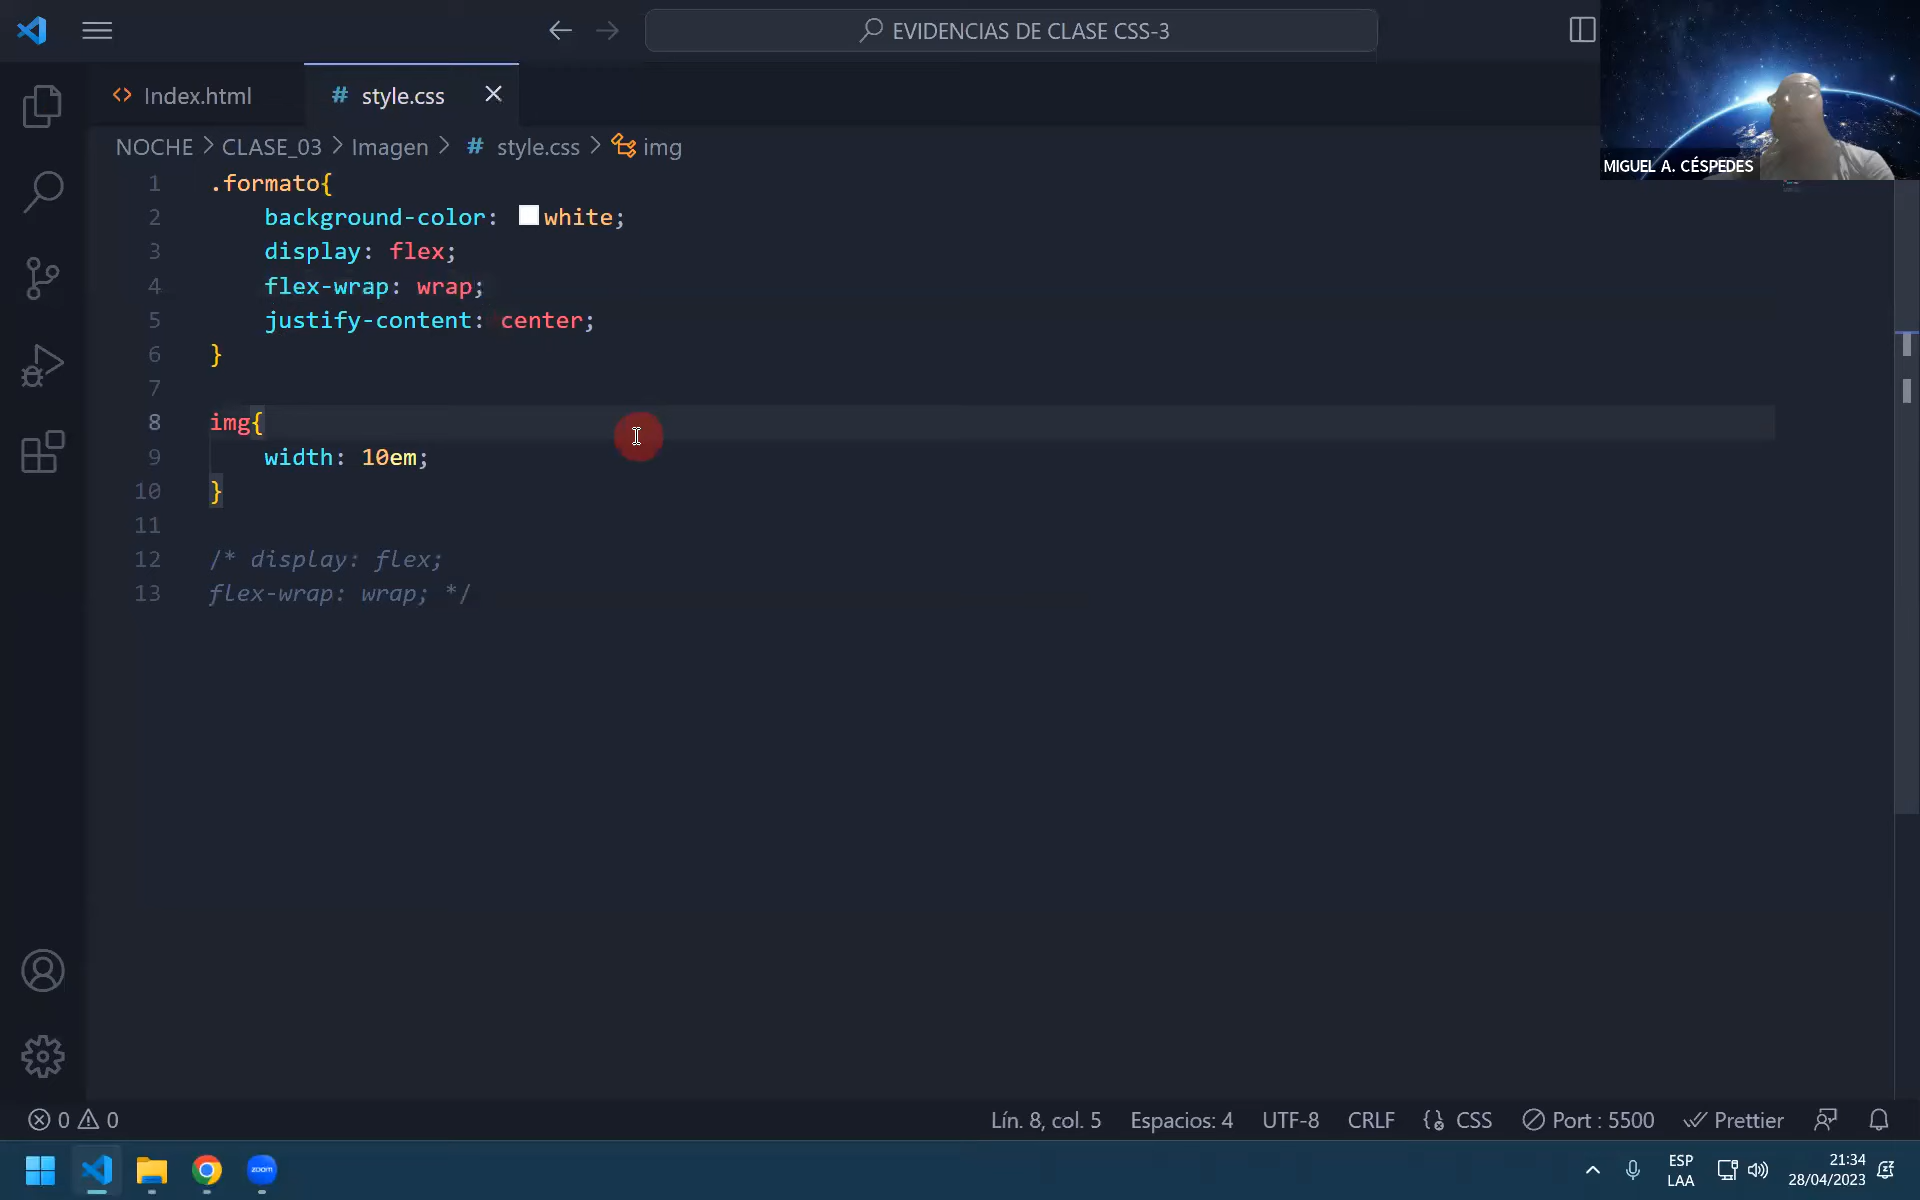 EVIDENCIAS DE CLASE CSS-3
MIGUEL A. CÉSPEDES
Index.html
# style.css
NOCHE > CLASE_03 > Imagen > # style.css > img
1 .formato{
2 background-color: white;
3 display: flex;
4 flex-wrap: wrap;
5 justify-content: center;
6 }
7
8 img{
9 width: 10em;
10 }
11
12 /* display: flex;
13 flex-wrap: wrap; */
0 0 Lín. 8, col. 5 Espacios: 4 UTF-8 CRLF {} CSS Port : 5500 Prettier
zoom
ESP
LAA
21:34
28/04/2023